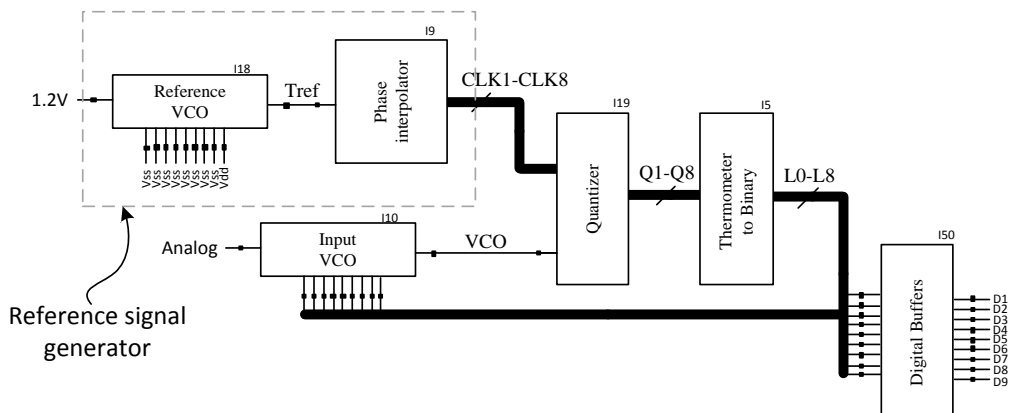 I18
I9
1.2V
Reference
VCO
Tref
Phase
interpolator
CLK1-CLK8
Vss
Vss
Vss
Vss
Vss
Vss
Vss
Vss
Vdd
I19
I5
Quantizer
Q1-Q8
Thermometer
to Binary
L0-L8
I10
Analog
Input
VCO
VCO
I50
Digital Buffers
D1
D2
D3
D4
D5
D6
D7
D8
D9
Reference signal
generator